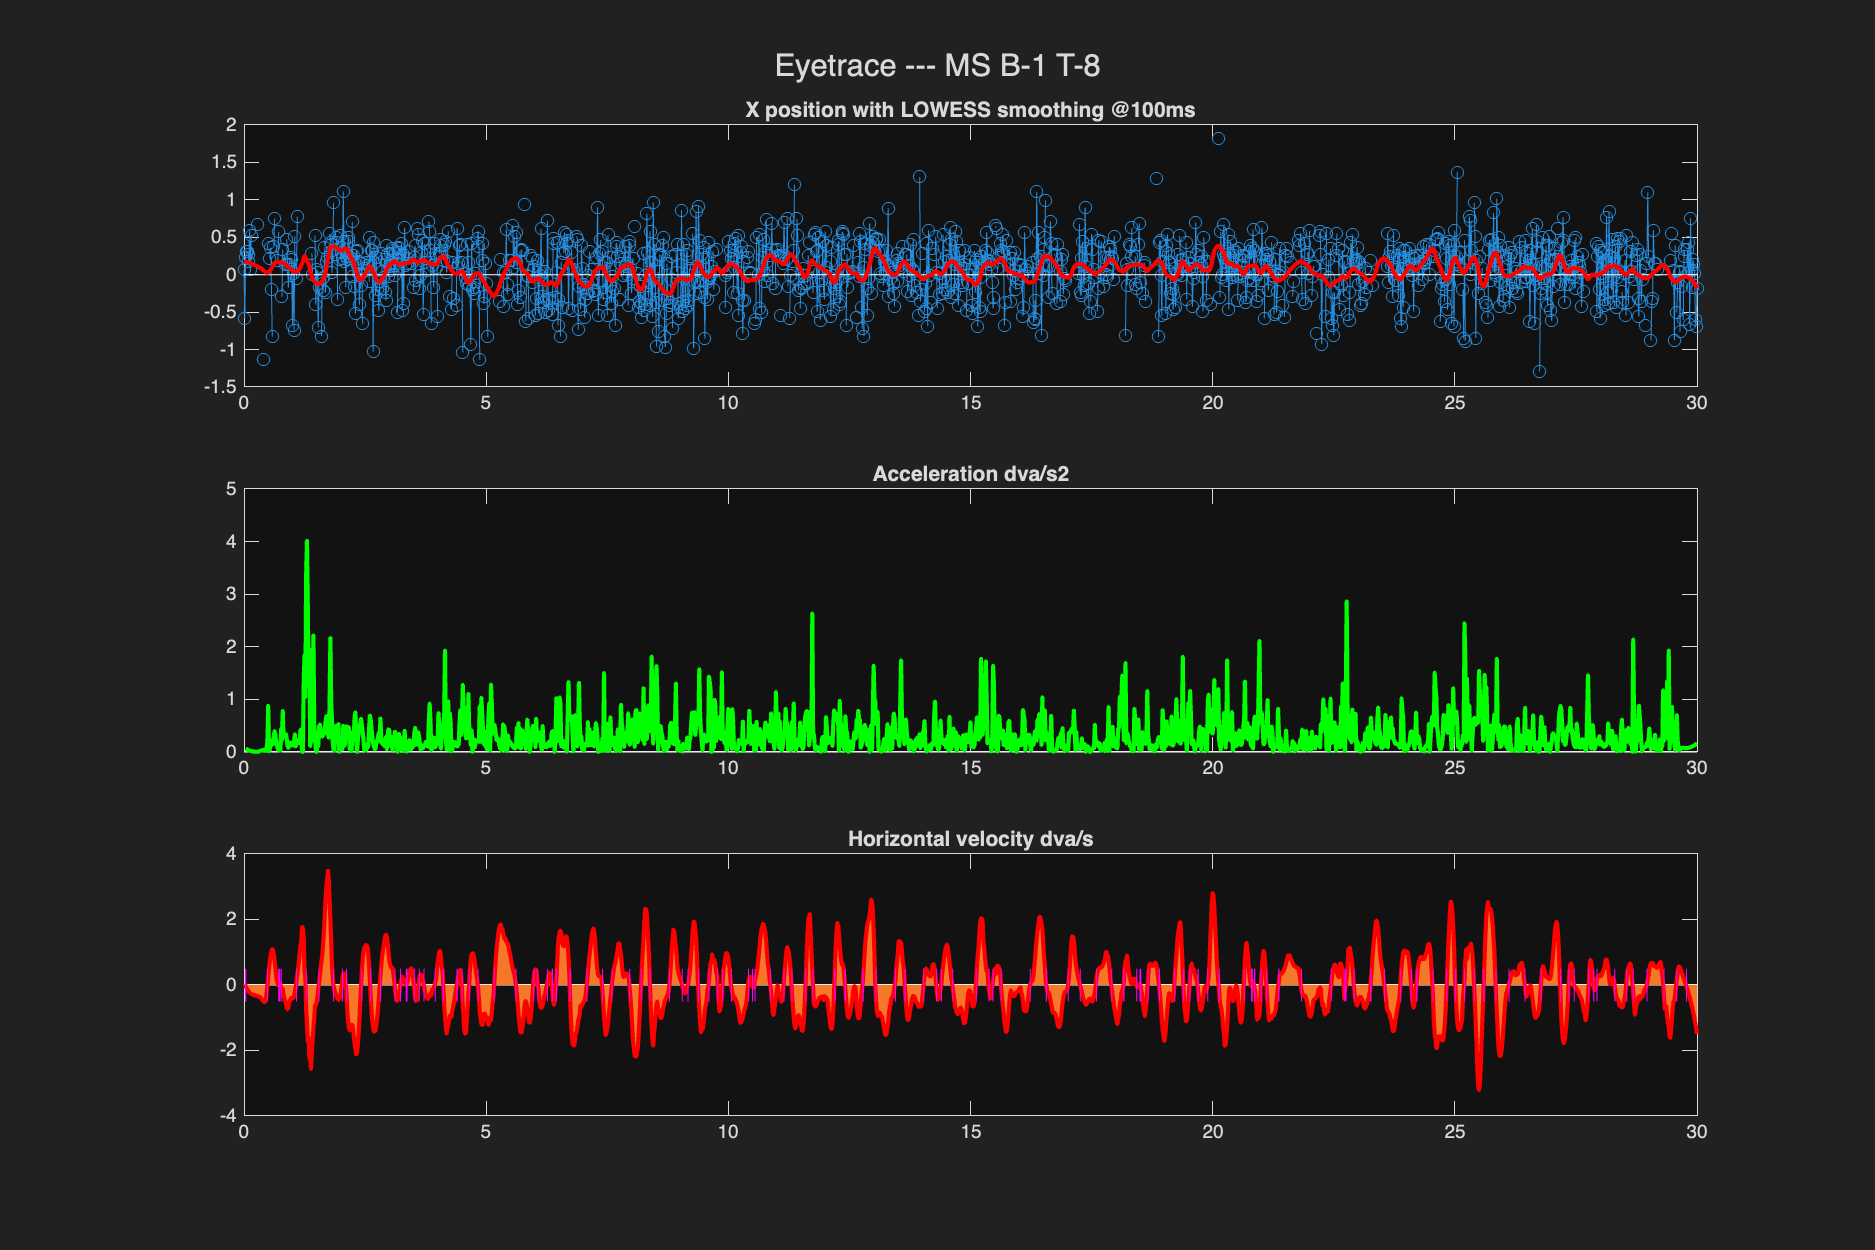 Eyetrace --- MS B-1 T-8
X position with LOWESS smoothing @100ms
2
1.5
1
0.5
0
-0.5
-1
-1.5
0 5 10 15 20 25 30
Acceleration dva/s2
5
4
3
2
1
0
0 5 10 15 20 25 30
Horizontal velocity dva/s
4
2
0
-2
-4
0 5 10 15 20 25 30